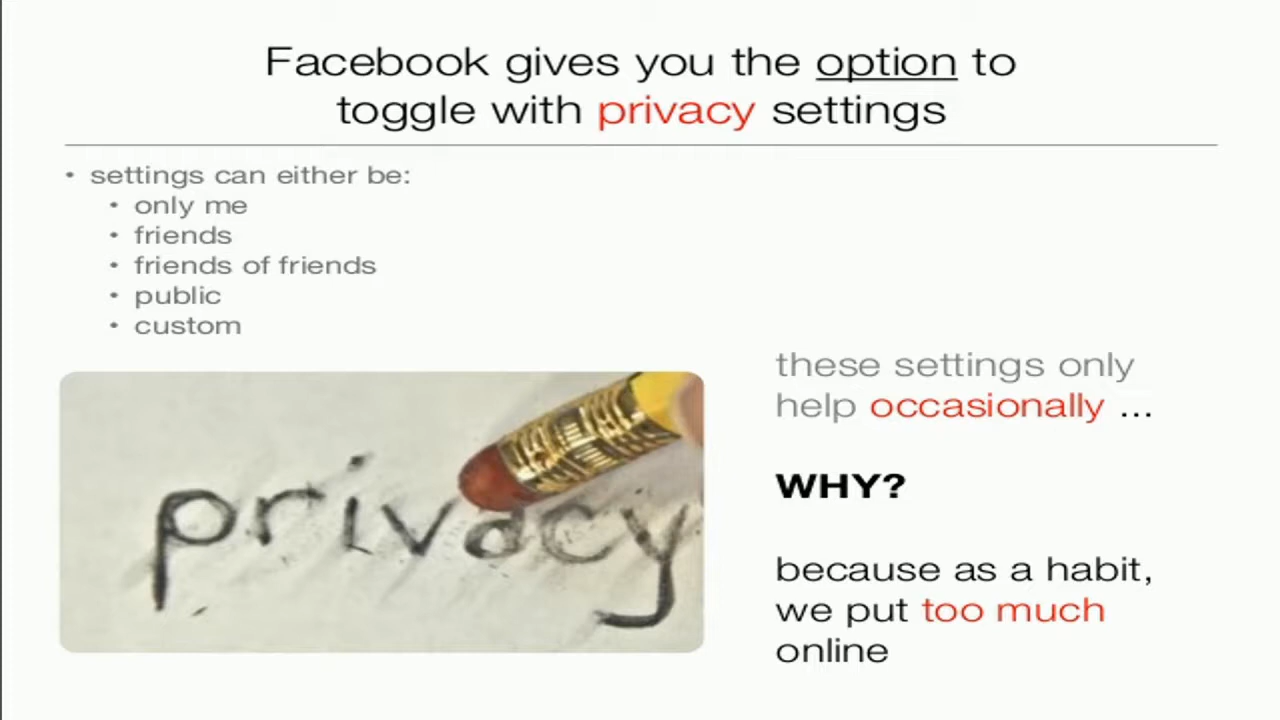 Facebook gives you the option to
toggle with privacy settings
• settings can either be:
• only me
• friends
• friends of friends
• public
• custom
privacy
these settings only
help occasionally ...
WHY?
because as a habit,
we put too much
online